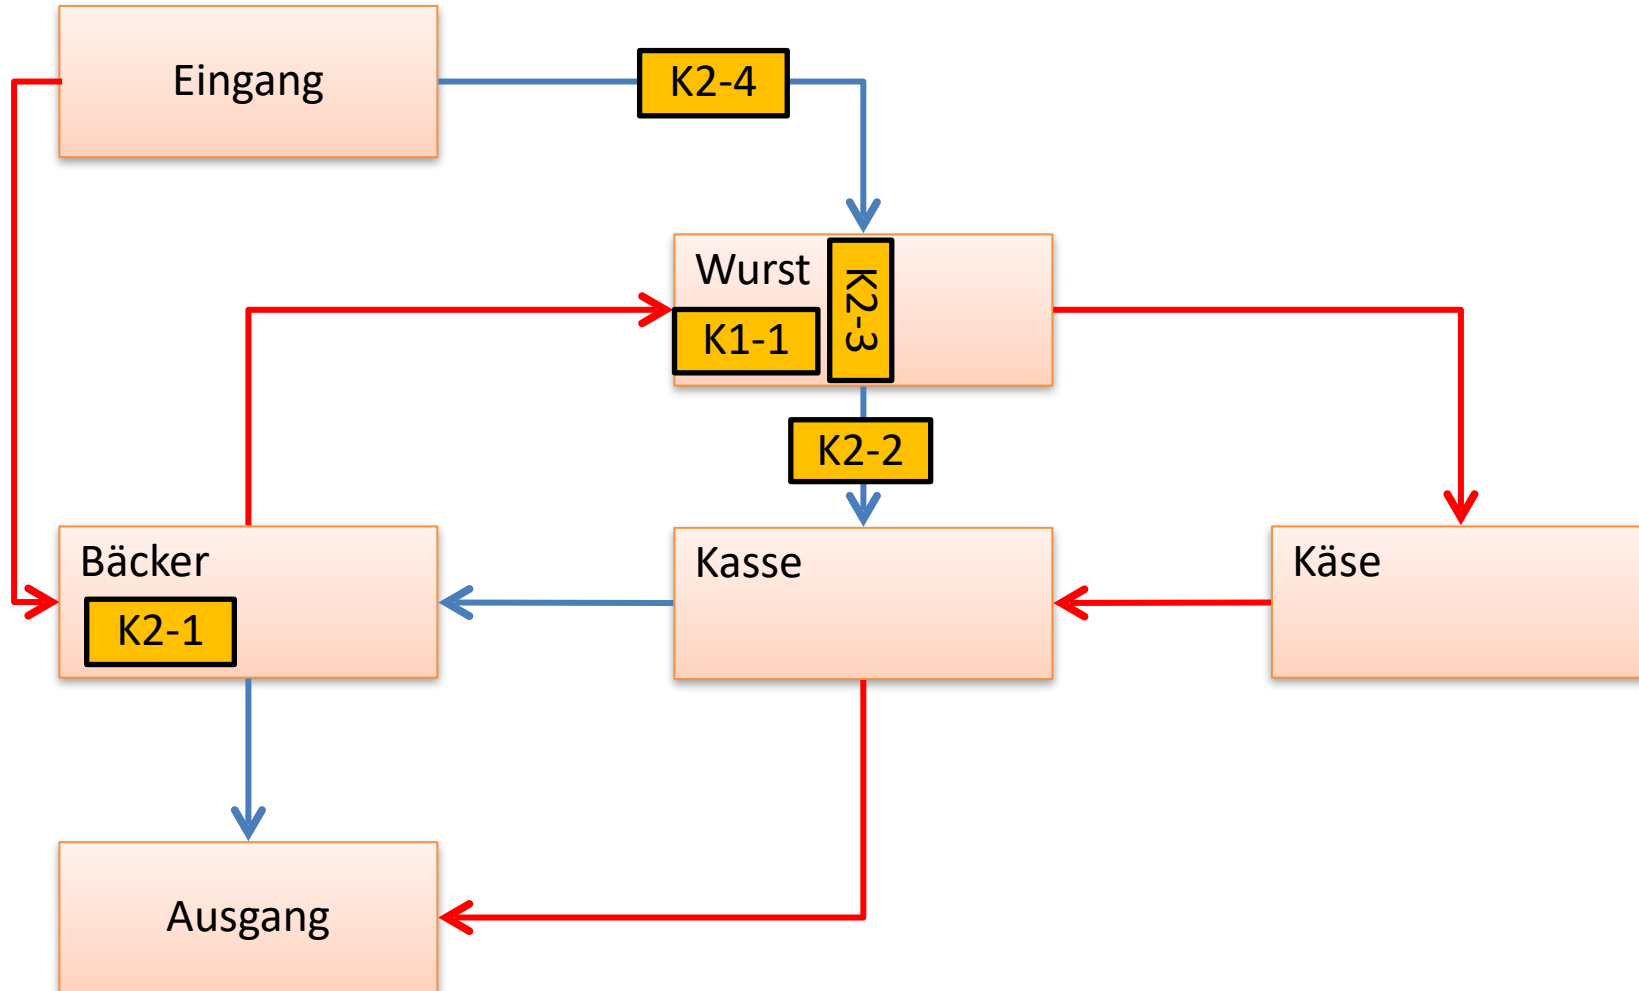 Eingang
K2-4
Wurst
K2-3
K1-1
K2-2
Bäcker
Kasse
Käse
K2-1
Ausgang